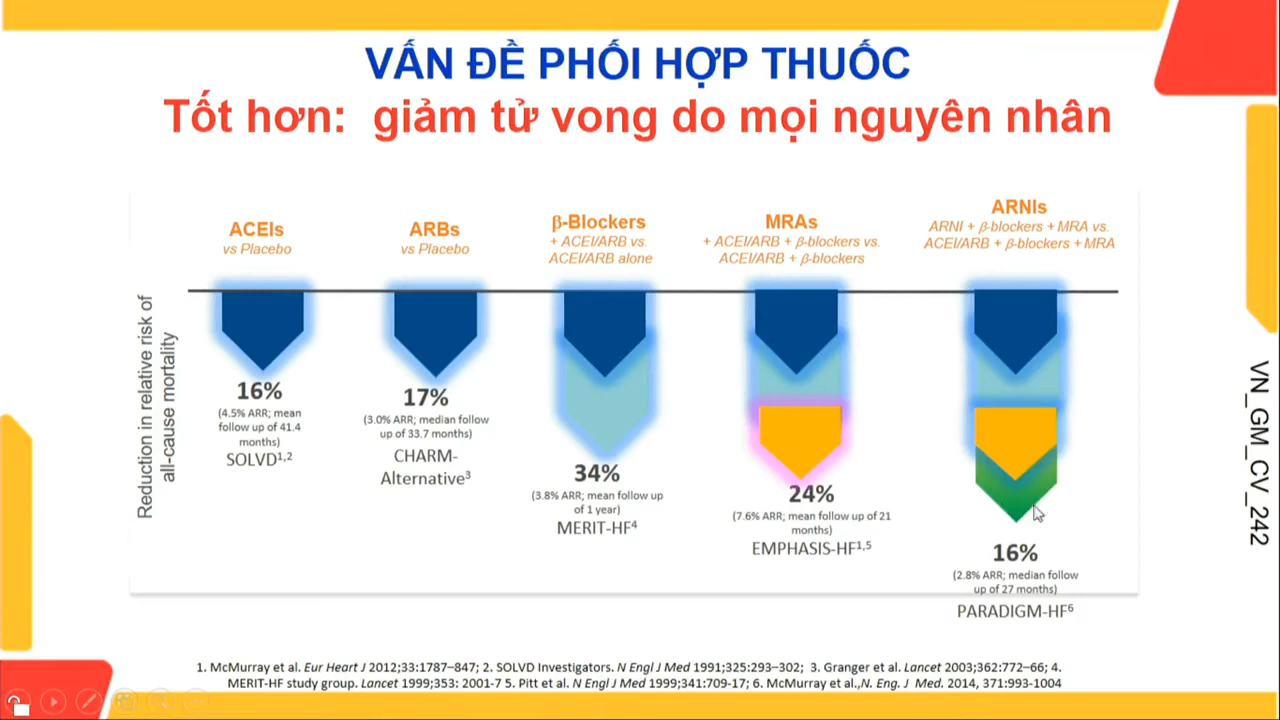 VẤN ĐỀ PHỐI HỢP THUỐC
Tốt hơn: giảm tử vong do mọi nguyên nhân
ACEIs
vs Placebo
ARBs
vs Placebo
β-Blockers
+ ACEI/ARB vs.
ACEI/ARB alone
MRAs
+ ACEI/ARB + β-blockers vs.
ACEI/ARB + β-blockers
ARNIs
ARNI + β-blockers + MRA vs.
ACEI/ARB + β-blockers + MRA
Reduction in relative risk of
all-cause mortality
16%
(4.5% ARR; mean
follow up of 41.4
months)
SOLVD1,2
17%
(3.0% ARR; median follow
up of 33.7 months)
CHARM-
Alternative3
34%
(3.8% ARR; mean follow up
of 1 year)
MERIT-HF4
24%
(7.6% ARR; mean follow up of 21
months)
EMPHASIS-HF1,5
16%
(2.8% ARR; median follow
up of 27 months)
PARADIGM-HF6
VN_GM_CV_242
1. McMurray et al. Eur Heart J 2012;33:1787–847; 2. SOLVD Investigators. N Engl J Med 1991;325:293–302; 3. Granger et al. Lancet 2003;362:772–66; 4.
MERIT-HF study group. Lancet 1999;353: 2001-7 5. Pitt et al. N Engl J Med 1999;341:709-17; 6. McMurray et al.,N. Eng. J Med. 2014, 371:993-1004